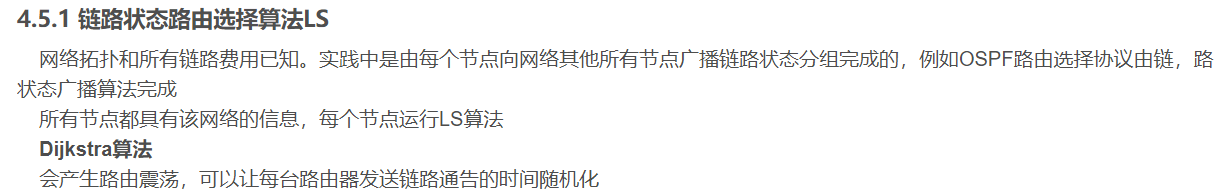 4.5.1 链路状态路由选择算法LS
网络拓扑和所有链路费用已知。实践中是由每个节点向网络其他所有节点广播链路状态分组完成的，例如OSPF路由选择协议由链，路
状态广播算法完成
所有节点都具有该网络的信息，每个节点运行LS算法
Dijkstra算法
会产生路由震荡，可以让每台路由器发送链路通告的时间随机化